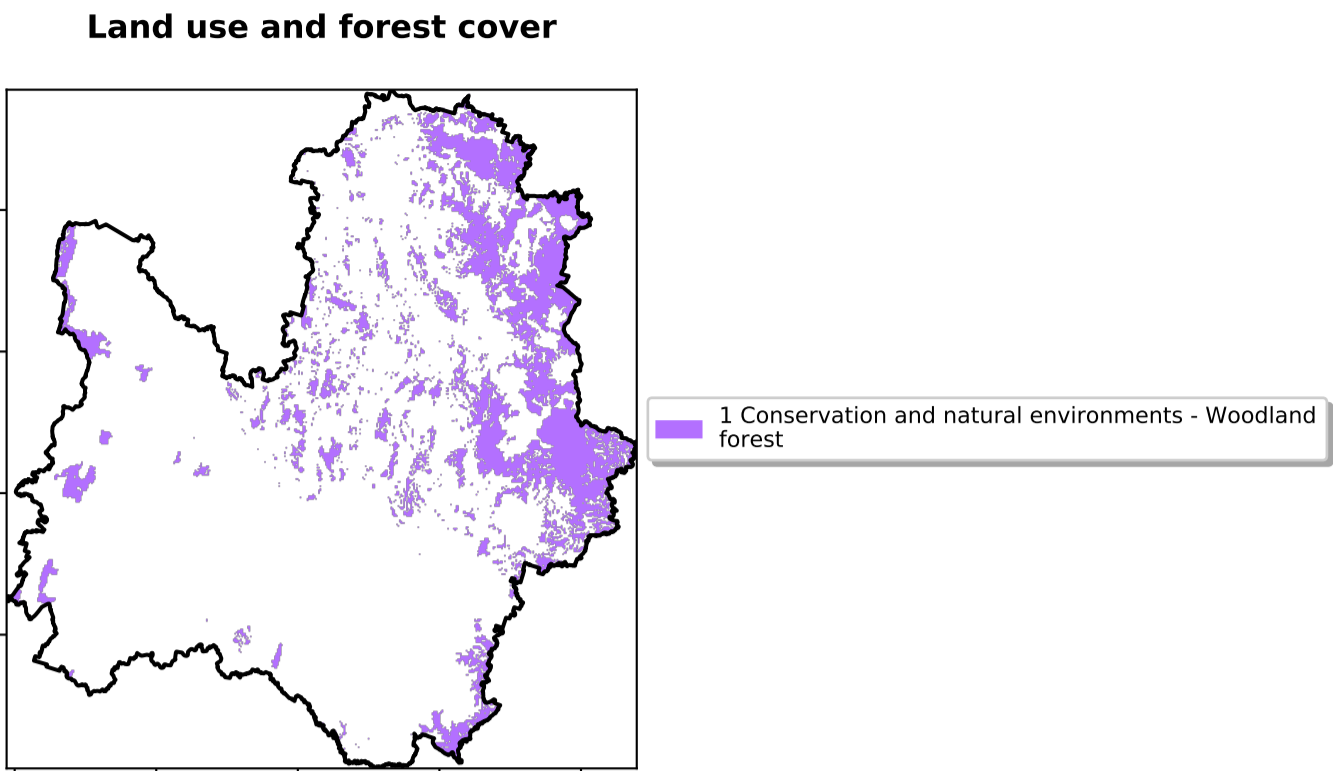 Land use and forest cover
1 Conservation and natural environments - Woodland
forest